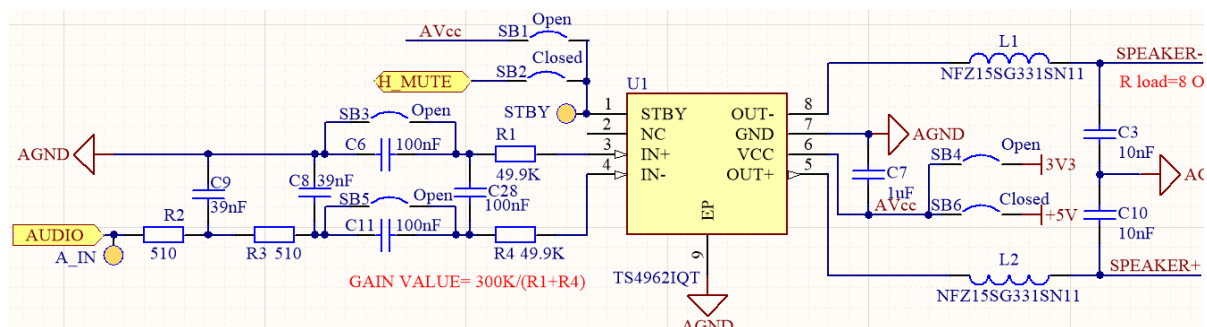 Open
AVcc SB1
L1
Closed
SPEAKER-
SB2
NFZ15SG331SN11
H_MUTE
R load=8 O
U1
STBY 1 STBY OUT- 8
SB3 Open
2 NC GND 7 AGND
C6 100nF R1
C3
AGND 3 IN+ VCC 6 SB4 Open
10nF
49.9K
C9 C8 39nF 4 IN- OUT+ 5 C7 3V3
39nF SB5 Open C28 1uF
100nF AVcc SB6 Closed
R2 EP +5V C10
C11 100nF
10nF
AUDIO
A_IN 510 R3 510 R4 49.9K L2
9
SPEAKER+
GAIN VALUE= 300K/(R1+R4) TS4962IQT
NFZ15SG331SN11
AGND